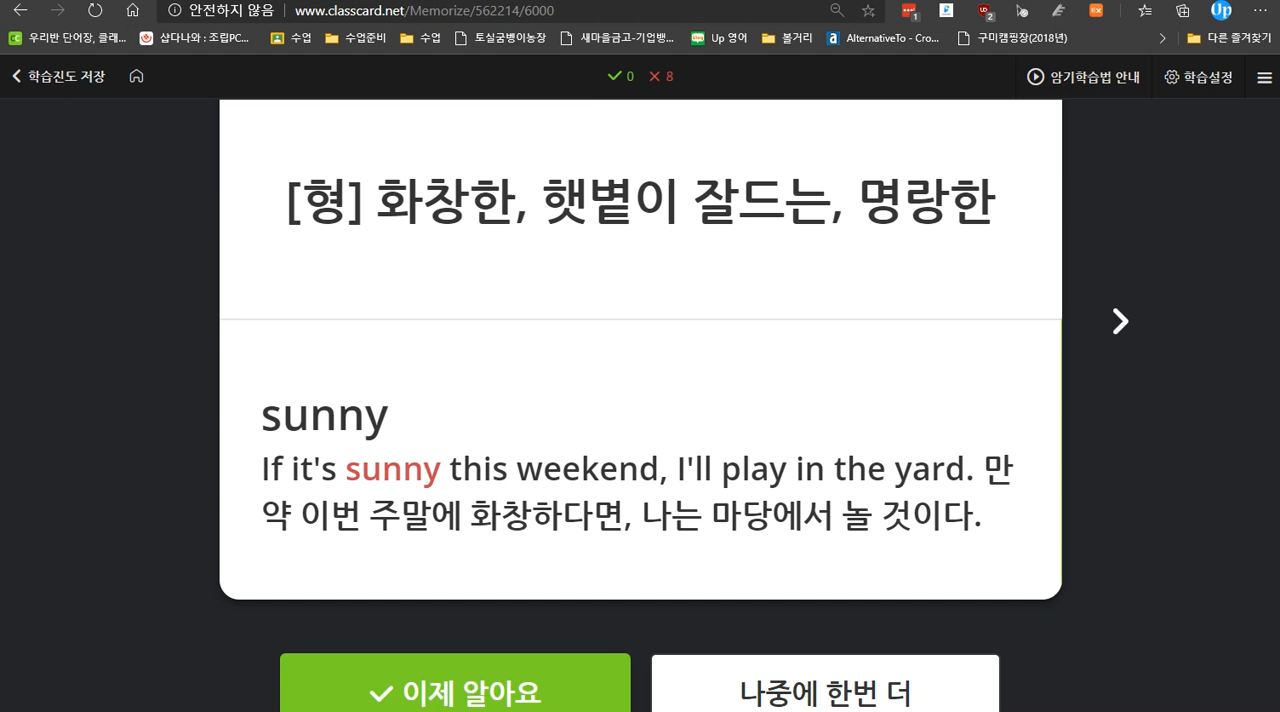 안전하지 않음 | www.classcard.net/Memorize/562214/6000
우리반 단어장, 클래... 샵다나와 : 조립PC... 수업 수업준비 수업 토실굼벵이농장 새마을금고-기업뱅... Up 영어 볼거리 AlternativeTo - Cro... 구미캠핑장(2018년) 다른 즐겨찾기
학습진도 저장 0 8 암기학습법 안내 학습설정
[형] 화창한, 햇볕이 잘드는, 명랑한
sunny
If it's sunny this weekend, I'll play in the yard. 만
약 이번 주말에 화창하다면, 나는 마당에서 놀 것이다.
이제 알아요 나중에 한번 더